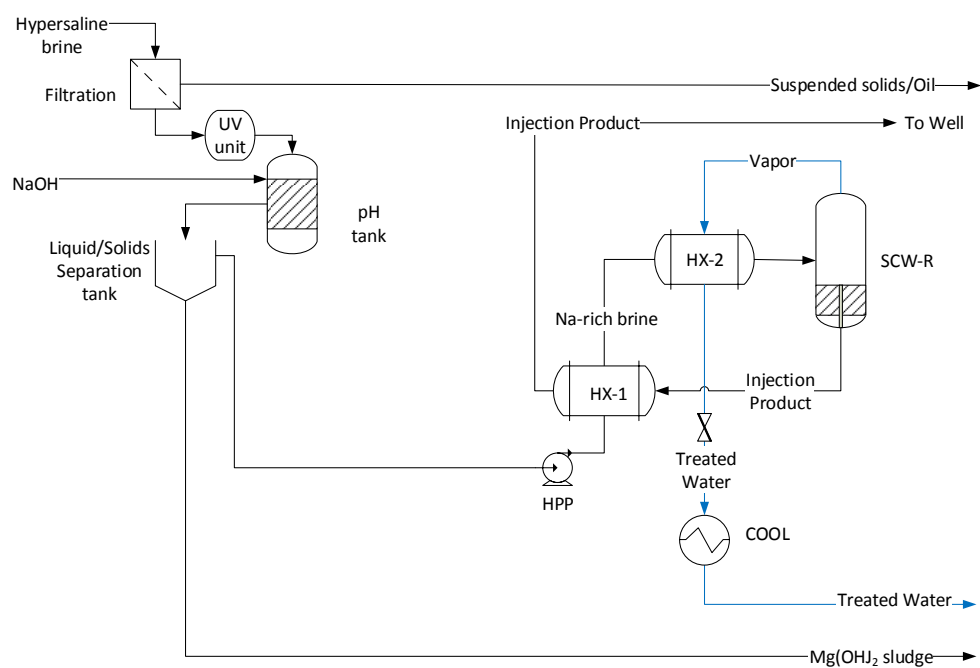 Hypersaline
brine
Filtration
Suspended solids/Oil
UV
unit
Injection Product
To Well
NaOH
pH
tank
Vapor
Liquid/Solids
Separation
tank
HX-2
SCW-R
Na-rich brine
HX-1
Injection
Product
HPP
Treated
Water
COOL
Treated Water
Mg(OHJ₂ sludge